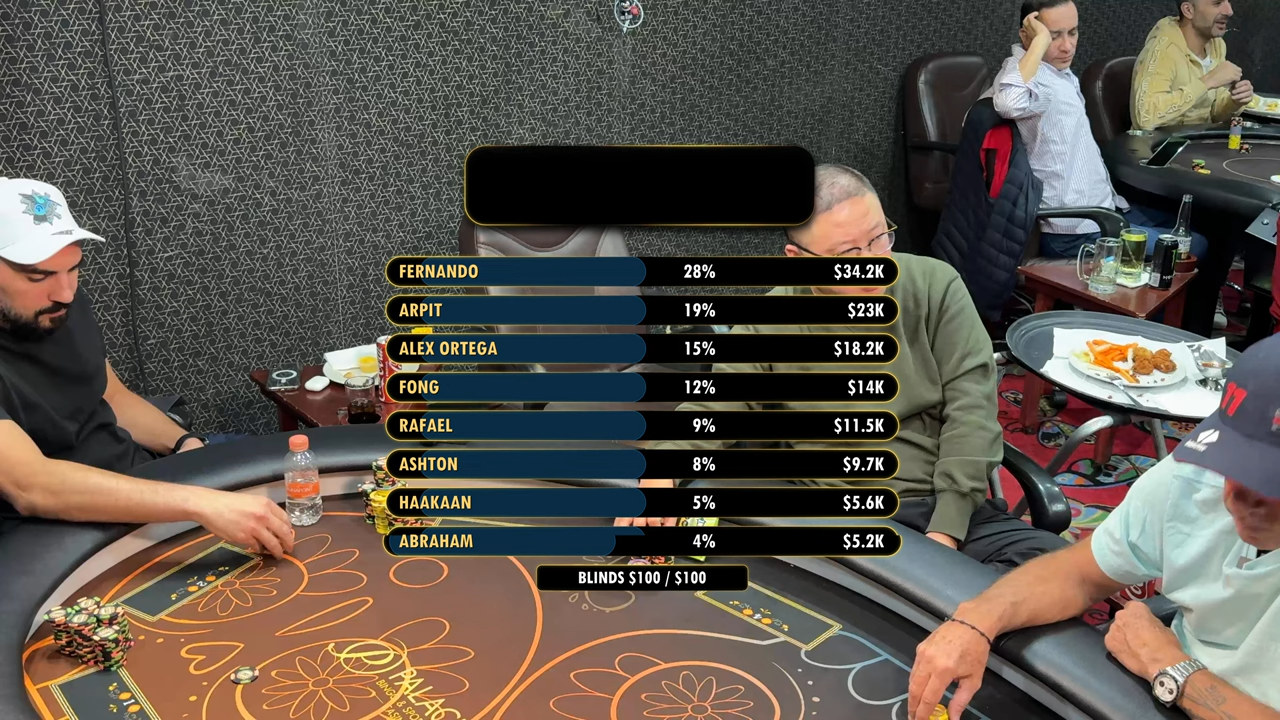 FERNANDO 28% $34.2K
ARPIT 19% $23K
ALEX ORTEGA 15% $18.2K
FONG 12% $14K
RAFAEL 9% $11.5K
ASHTON 8% $9.7K
HAAKAAN 5% $5.6K
ABRAHAM 4% $5.2K
BLINDS $100 / $100